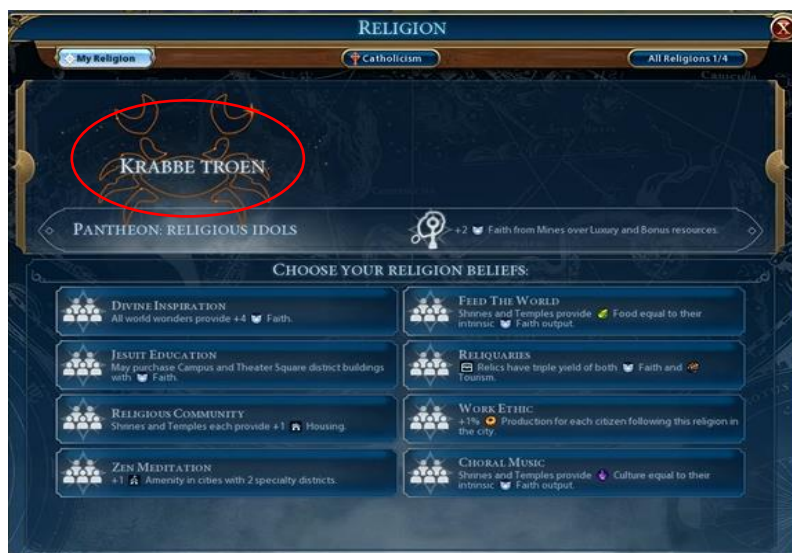 RELIGION
My Religion
Catholicism
All Religions 1/4
KRABBE TROEN
PANTHEON: RELIGIOUS IDOLS
+2 Faith from Mines over Luxury and Bonus resources.
CHOOSE YOUR RELIGION BELIEFS:
DIVINE INSPIRATION
All world wonders provide +4 Faith.
FEED THE WORLD
Shrines and Temples provide Food equal to their
intrinsic Faith output.
JESUIT EDUCATION
May purchase Campus and Theater Square district buildings
with Faith.
RELIQUARIES
Relics have triple yield of both Faith and
Tourism.
RELIGIOUS COMMUNITY
Shrines and Temples each provide +1 Housing.
WORK ETHIC
+1% Production for each citizen following this religion in
the city.
ZEN MEDITATION
+1 Amenity in cities with 2 specialty districts.
CHORAL MUSIC
Shrines and Temples provide Culture equal to their
intrinsic Faith output.